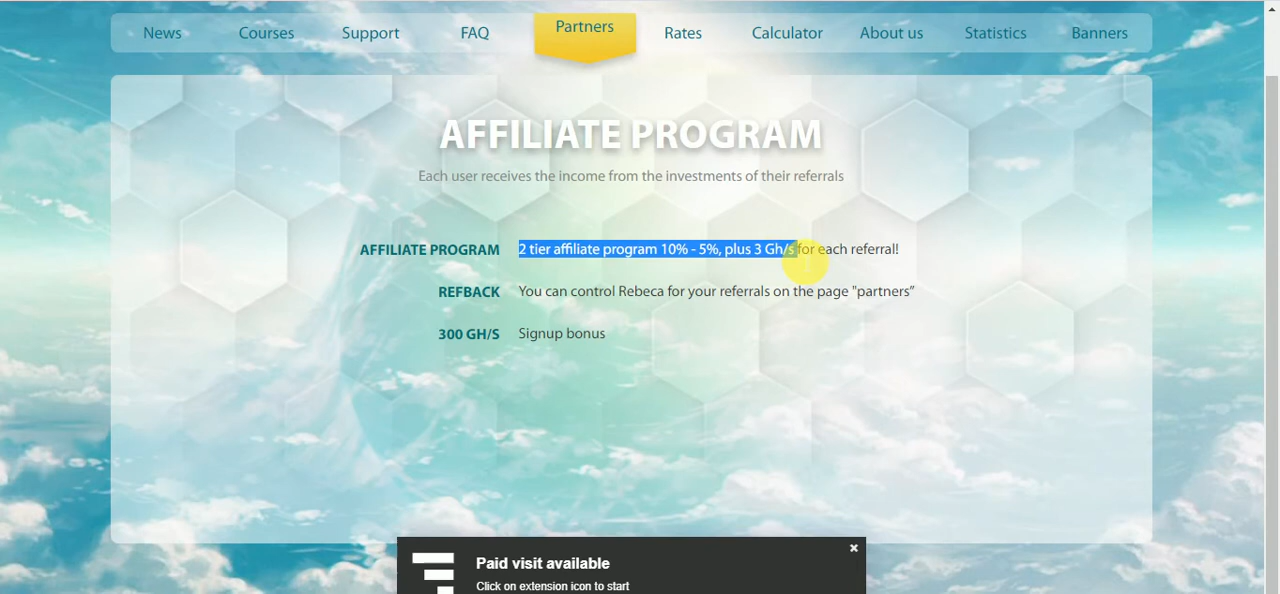 News Courses Support FAQ Partners Rates Calculator About us Statistics Banners
AFFILIATE PROGRAM
Each user receives the income from the investments of their referrals
AFFILIATE PROGRAM 2 tier affiliate program 10% - 5%, plus 3 Gh/s for each referral!
REFBACK You can control Rebeca for your referrals on the page "partners”
300 GH/S Signup bonus
Paid visit available
Click on extension icon to start